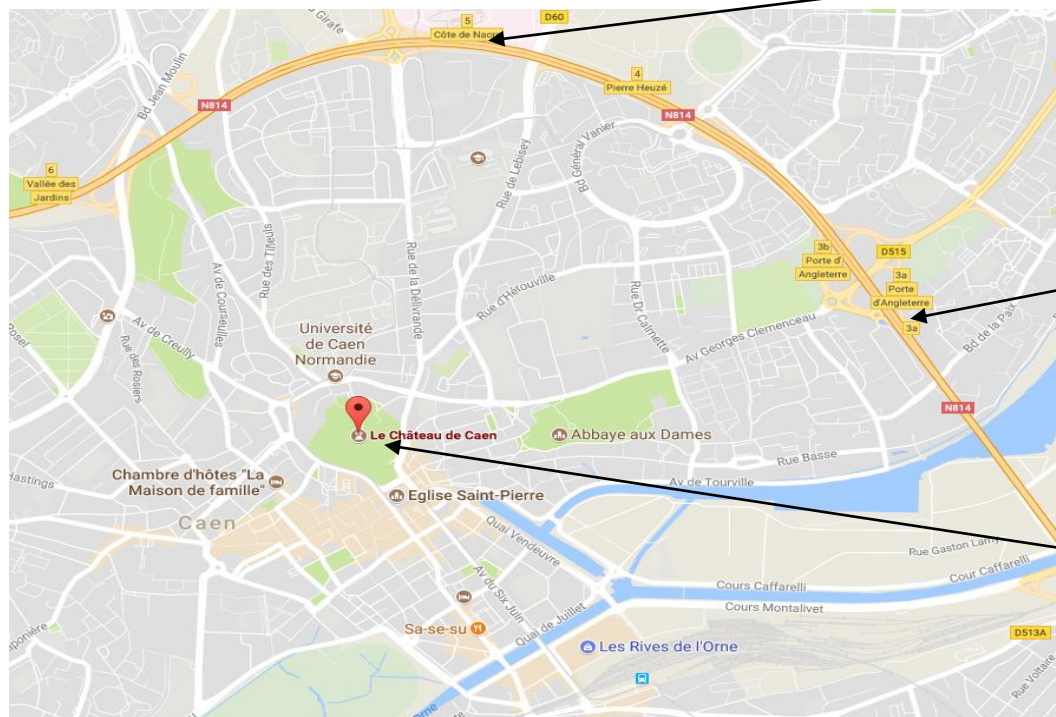 5
Côte de Nacre
D60
Bd Jean Moulin
4
Pierre Heuzé
N814
N814
6
Vallée des
Jardins
Rue de Lebisey
Bd Général Vanier
Rue des Tilleuls
Av de Courseulles
Rue de la Délivrande
3b
Porte d'
Angleterre
D515
3a
Porte
d'Angleterre
3a
Rue d'Hérouville
Rue Dr Calmette
Av Georges Clemenceau
Bd de la Paix
Av de Creully
Rue des Rosiers
Université
de Caen
Normandie
N814
Le Château de Caen
Abbaye aux Dames
Rue Basse
Av de Tourville
Hastings
Chambre d'hôtes "La
Maison de famille"
Eglise Saint-Pierre
Caen
Quai Vendeuvre
Rue Gaston Lamy
Cour Caffarelli
Cours Caffarelli
Cours Montalivet
Av du Six Juin
Quai de Juillet
Sa-se-su
Les Rives de l'Orne
D513A
Rue Voltaire